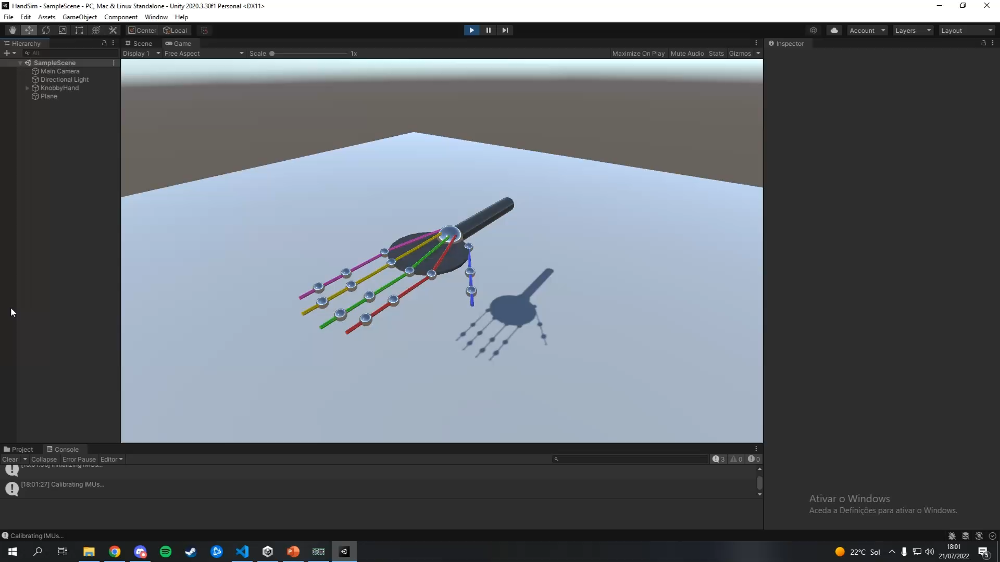 HandSim - SampleScene - PC, Mac & Linux Standalone - Unity 2020.3.30f1 Personal <DX11>
File Edit Assets GameObject Component Window Help
Center Local Account Layers Layout
Hierarchy Scene Game Inspector
All Display 1 Free Aspect Scale 1x Maximize On Play Mute Audio Stats Gizmos
SampleScene
Main Camera
Directional Light
KnobbyHand
Plane
Project Console
Clear Collapse Error Pause Editor 3 0 0
[18:01:06] Initializing IMUs...
[18:01:27] Calibrating IMUs...
Ativar o Windows
Aceda a Definições para ativar o Windows.
Calibrating IMUs...
22°C Sol 18:01
21/07/2022 5